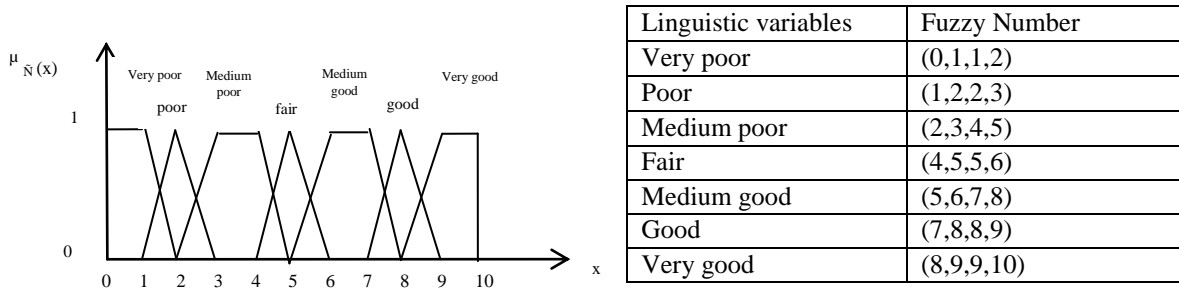 μ Ñ (x)
Very poor Medium poor Medium good Very good
poor fair good
1
0
0 1 2 3 4 5 6 7 8 9 10 x
Linguistic variables Fuzzy Number
Very poor (0,1,1,2)
Poor (1,2,2,3)
Medium poor (2,3,4,5)
Fair (4,5,5,6)
Medium good (5,6,7,8)
Good (7,8,8,9)
Very good (8,9,9,10)